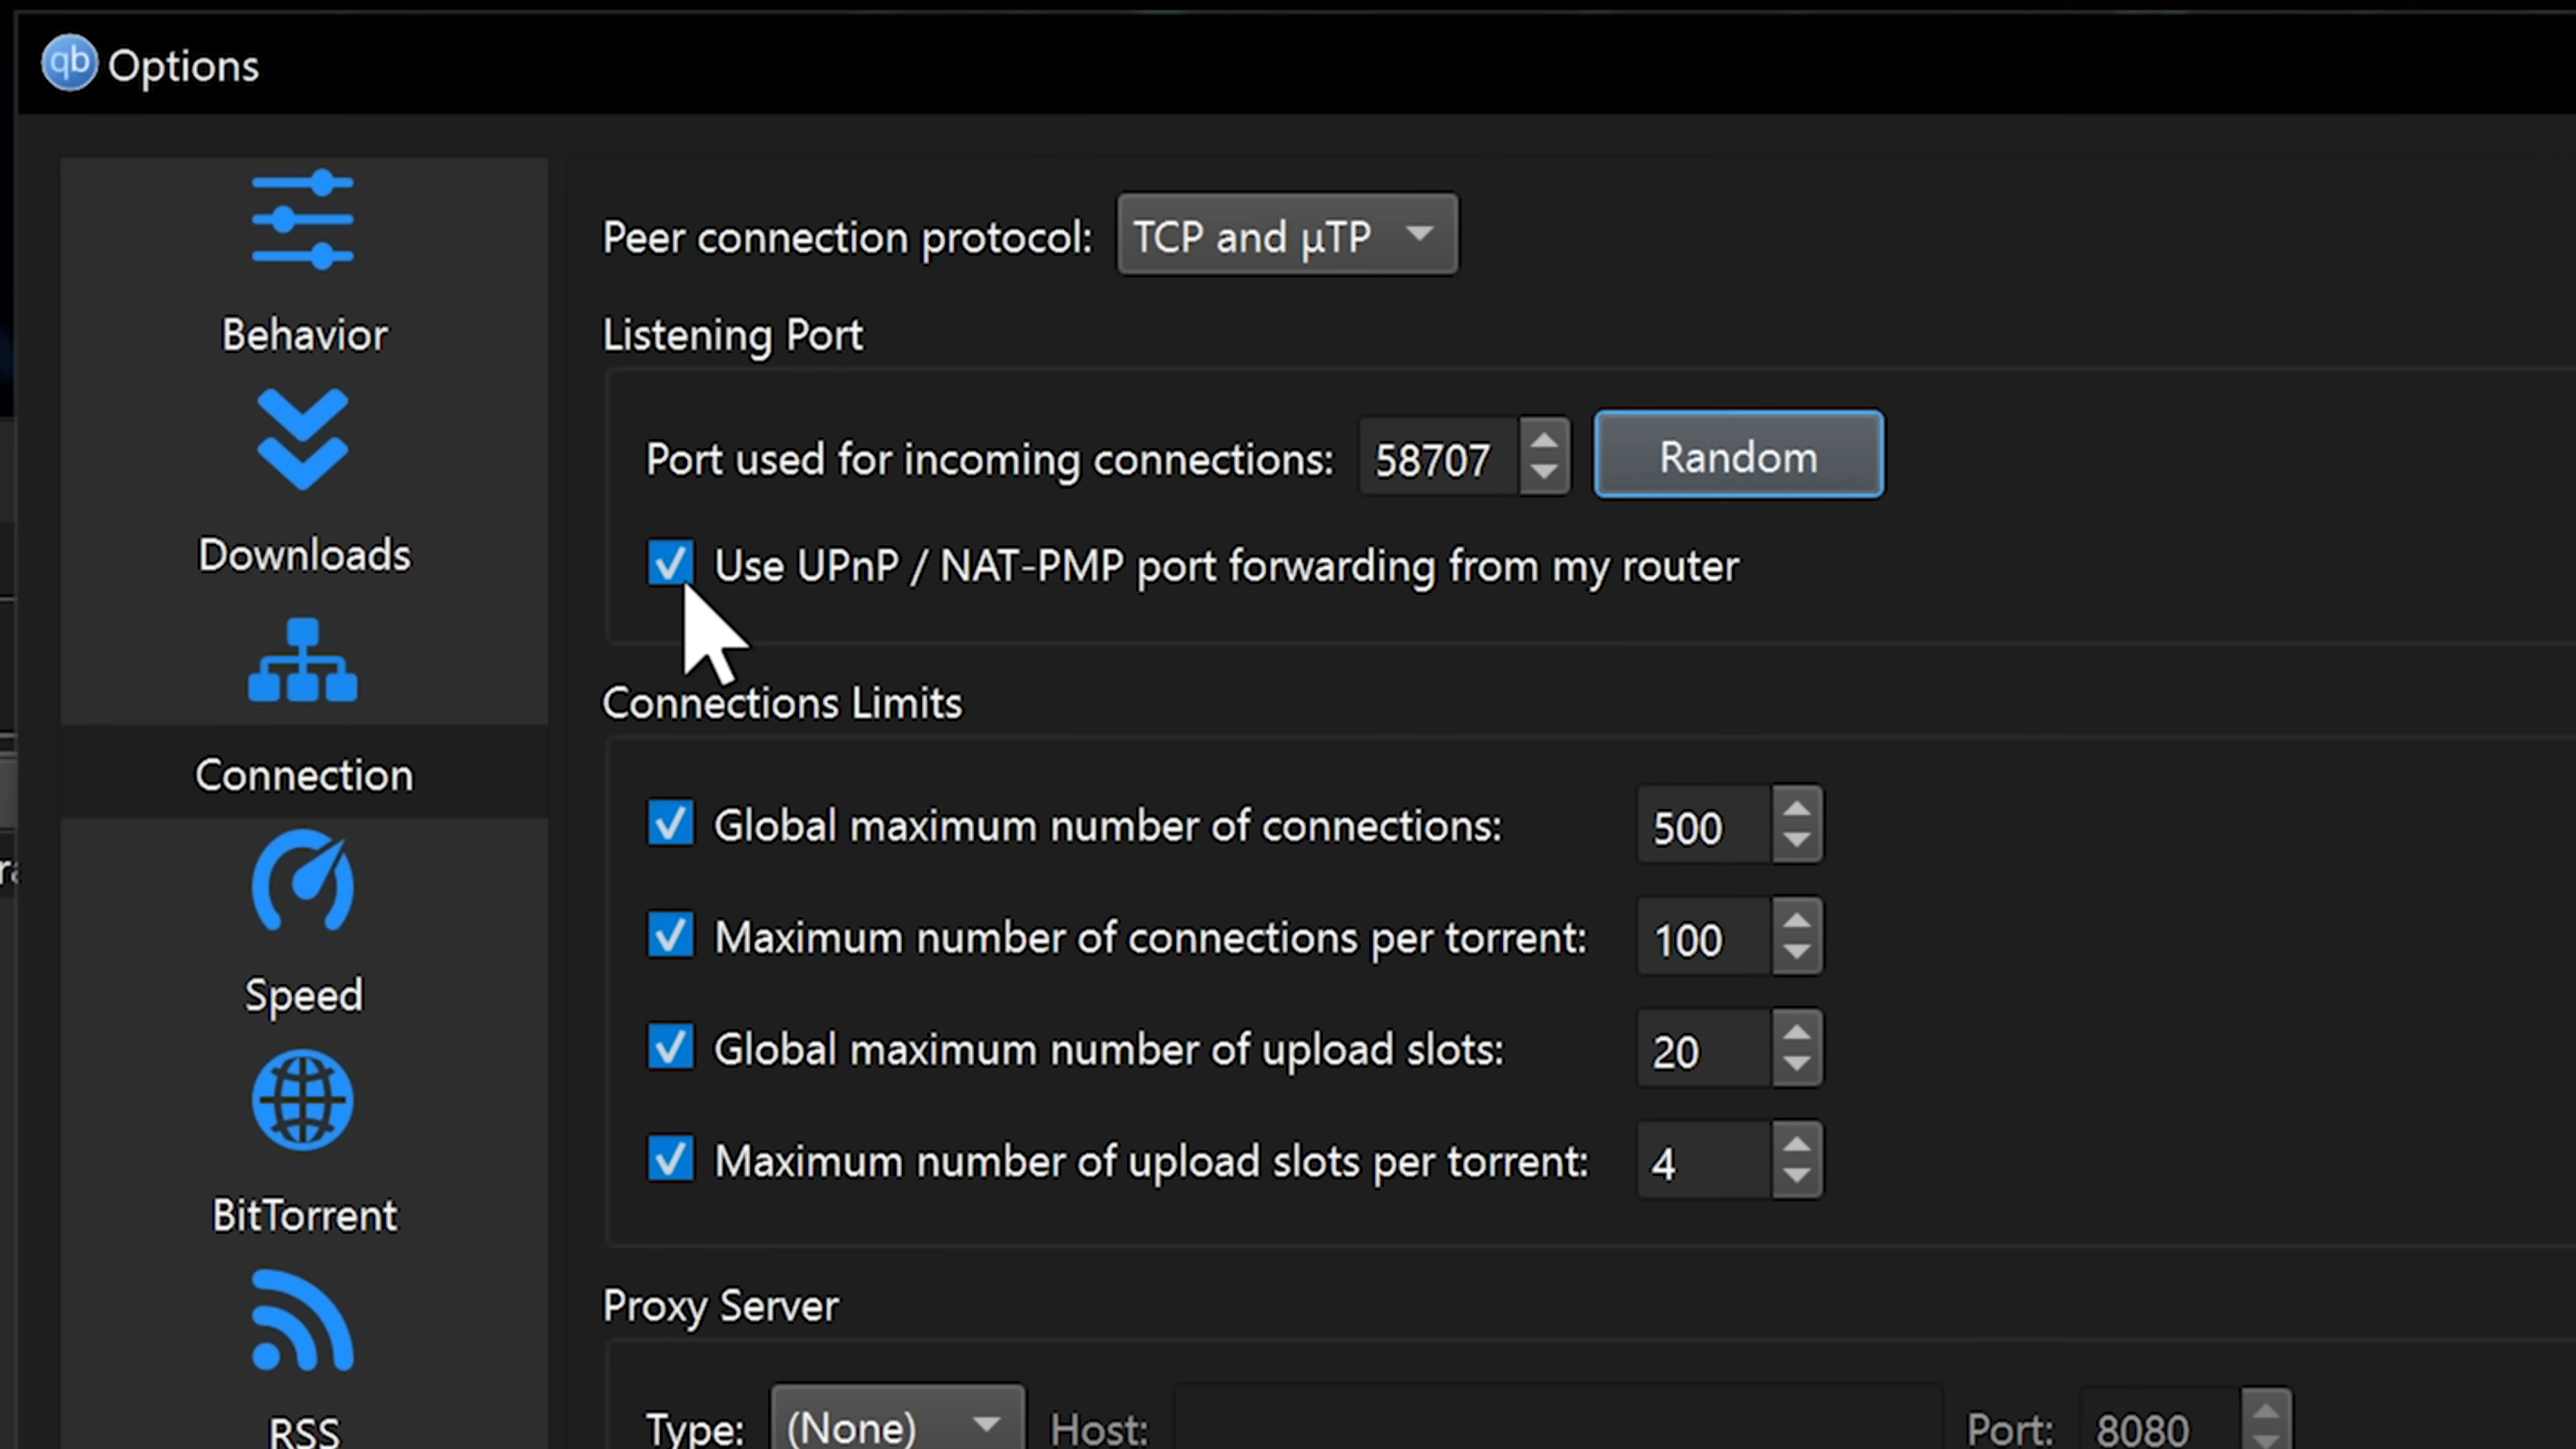 qb Options
Behavior
Downloads
Connection
Speed
BitTorrent
RSS
Peer connection protocol: TCP and µTP
Listening Port
Port used for incoming connections: 58707 Random
Use UPnP / NAT-PMP port forwarding from my router
Connections Limits
Global maximum number of connections: 500
Maximum number of connections per torrent: 100
Global maximum number of upload slots: 20
Maximum number of upload slots per torrent: 4
Proxy Server
Type: (None) Host: Port: 8080